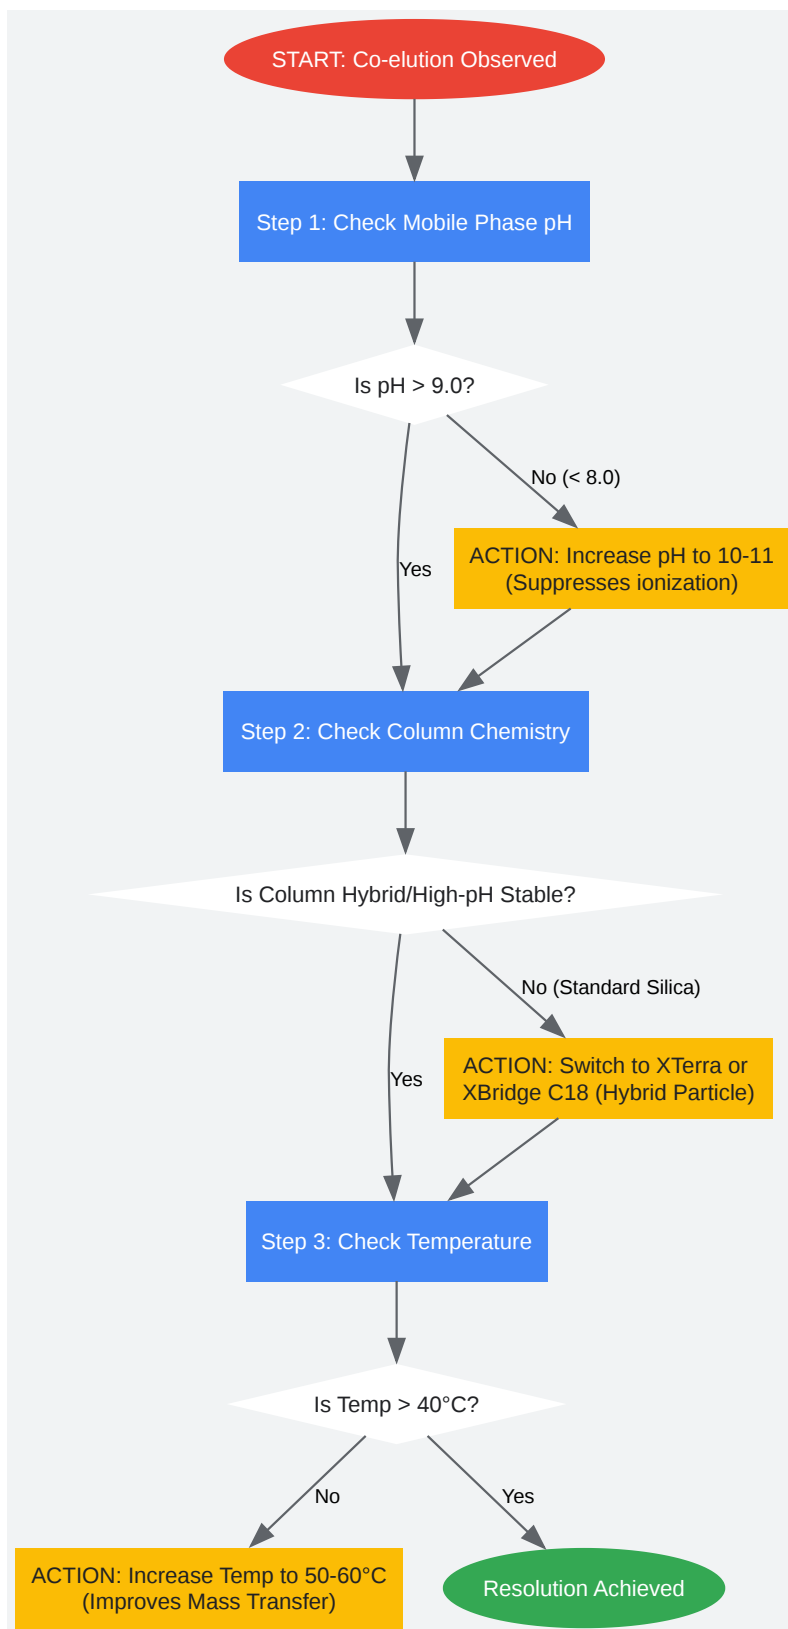 START: Co-elution Observed
Step 1: Check Mobile Phase pH
Is pH > 9.0?
No (< 8.0)
ACTION: Increase pH to 10-11
(Suppresses ionization)
Yes
Step 2: Check Column Chemistry
Is Column Hybrid/High-pH Stable?
No (Standard Silica)
ACTION: Switch to XTerra or
XBridge C18 (Hybrid Particle)
Yes
Step 3: Check Temperature
Is Temp > 40°C?
No
Yes
ACTION: Increase Temp to 50-60°C
(Improves Mass Transfer)
Resolution Achieved